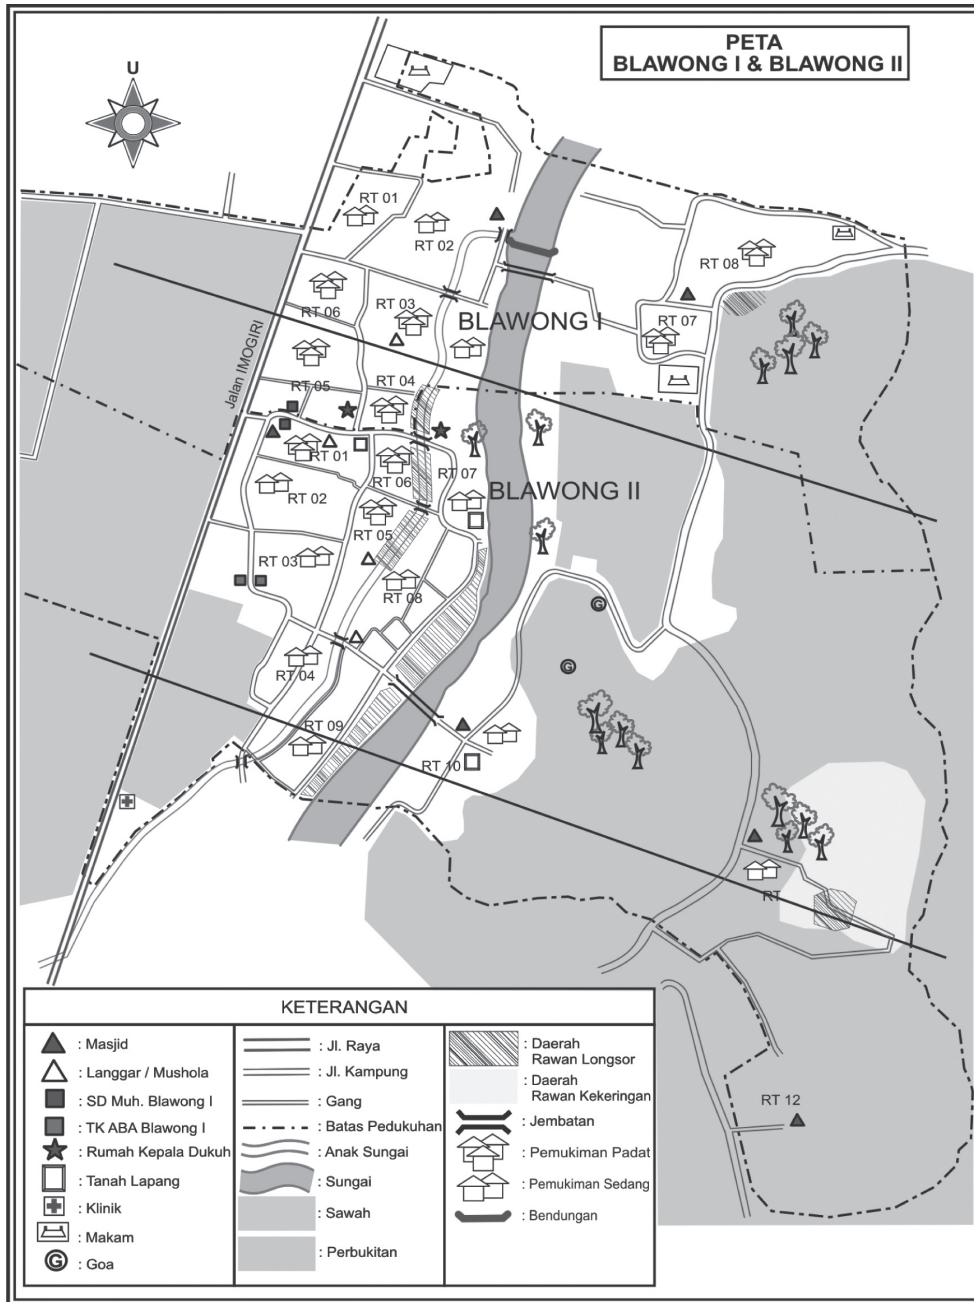 PETA
BLAWONG I & BLAWONG II
U
RT 01
RT 02
RT 08
RT 03
RT 06
RT 07
BLAWONG I
Jalan IMOGIRI
RT 05
RT 04
RT 01
RT 06
RT 07
RT 02
BLAWONG II
RT 05
RT 03
RT 08
G
G
RT 04
RT 09
RT 10
RT
RT 12
KETERANGAN
: Masjid
: Langgar / Mushola
: SD Muh. Blawong I
: TK ABA Blawong I
: Rumah Kepala Dukuh
: Tanah Lapang
: Klinik
: Makam
G : Goa
: Jl. Raya
: Jl. Kampung
: Gang
: Batas Pedukuhan
: Anak Sungai
: Sungai
: Sawah
: Perbukitan
: Daerah
Rawan Longsor
: Daerah
Rawan Kekeringan
: Jembatan
: Pemukiman Padat
: Pemukiman Sedang
: Bendungan